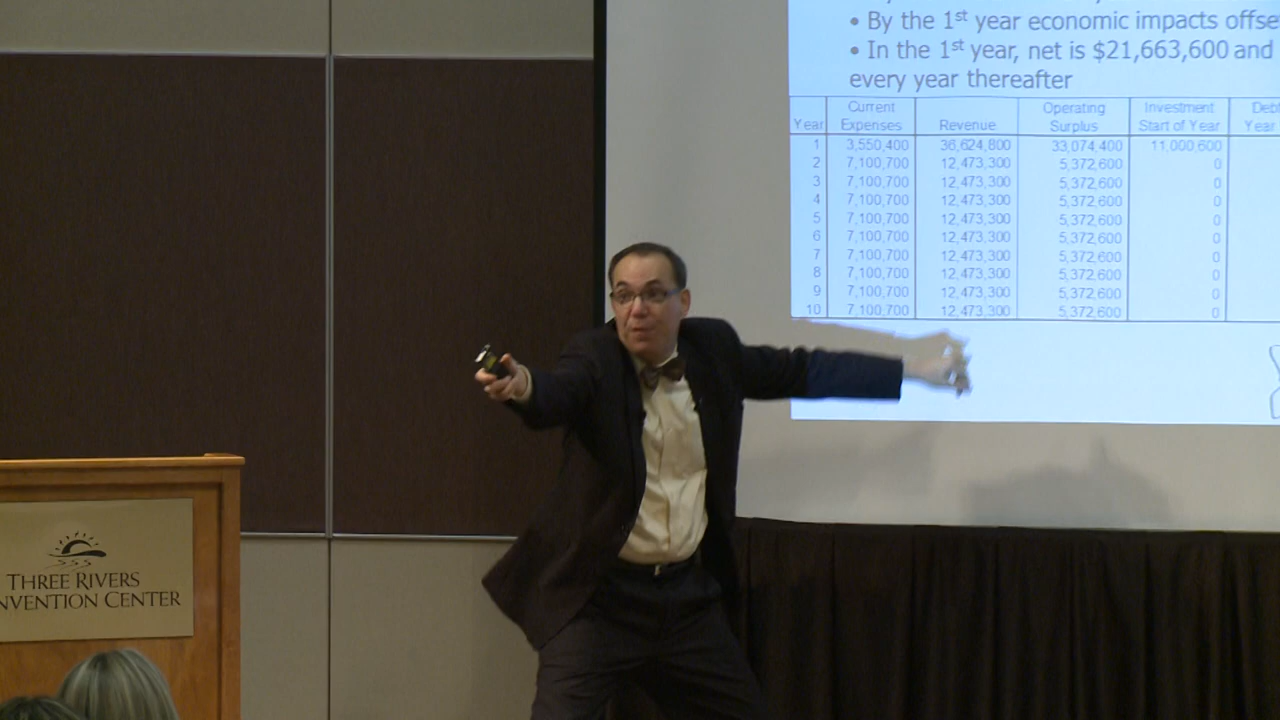 • By the 1st year economic impacts offse
• In the 1st year, net is $21,663,600 and
every year thereafter
Year Current Expenses Revenue Operating Surplus Investment Start of Year Debt Year
1 3,550,400 36,624,800 33,074,400 11,000,600
2 7,100,700 12,473,300 5,372,600 0
3 7,100,700 12,473,300 5,372,600 0
4 7,100,700 12,473,300 5,372,600 0
5 7,100,700 12,473,300 5,372,600 0
6 7,100,700 12,473,300 5,372,600 0
7 7,100,700 12,473,300 5,372,600 0
8 7,100,700 12,473,300 5,372,600 0
9 7,100,700 12,473,300 5,372,600 0
10 7,100,700 12,473,300 5,372,600 0
THREE RIVERS
NVENTION CENTER